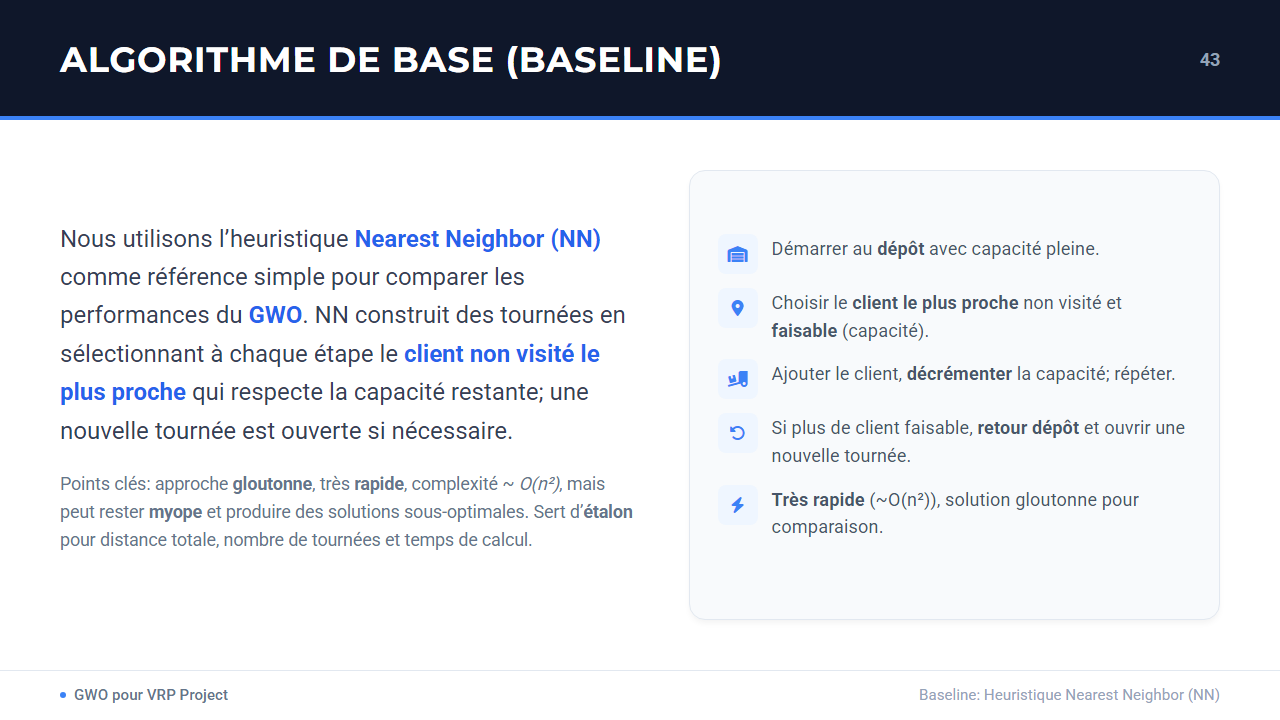 ALGORITHME DE BASE (BASELINE)
43
Nous utilisons l’heuristique Nearest Neighbor (NN)
comme référence simple pour comparer les
performances du GWO. NN construit des tournées en
sélectionnant à chaque étape le client non visité le
plus proche qui respecte la capacité restante; une
nouvelle tournée est ouverte si nécessaire.
Points clés: approche gloutonne, très rapide, complexité ~ O(n²), mais
peut rester myope et produire des solutions sous-optimales. Sert d’étalon
pour distance totale, nombre de tournées et temps de calcul.
Démarrer au dépôt avec capacité pleine.
Choisir le client le plus proche non visité et
faisable (capacité).
Ajouter le client, décrémenter la capacité; répéter.
Si plus de client faisable, retour dépôt et ouvrir une
nouvelle tournée.
Très rapide (~O(n²)), solution gloutonne pour
comparaison.
GWO pour VRP Project
Baseline: Heuristique Nearest Neighbor (NN)